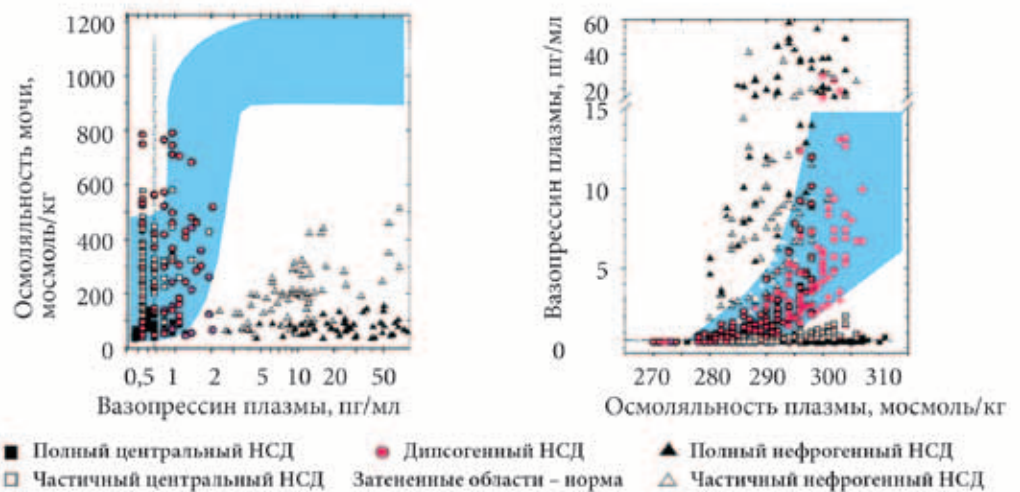 Осмоляльность мочи,
мосмоль/кг
1200
1000
800
600
400
200
0
0,5 1 2 5 10 20 50
Вазопрессин плазмы, пг/мл
Вазопрессин плазмы, пг/мл
60
40
20
15
10
5
0
270 280 290 300 310
Осмоляльность плазмы, мосмоль/кг
Полный центральный НСД
Дипсогенный НСД
Полный нефрогенный НСД
Частичный центральный НСД
Затененные области – норма
Частичный нефрогенный НСД